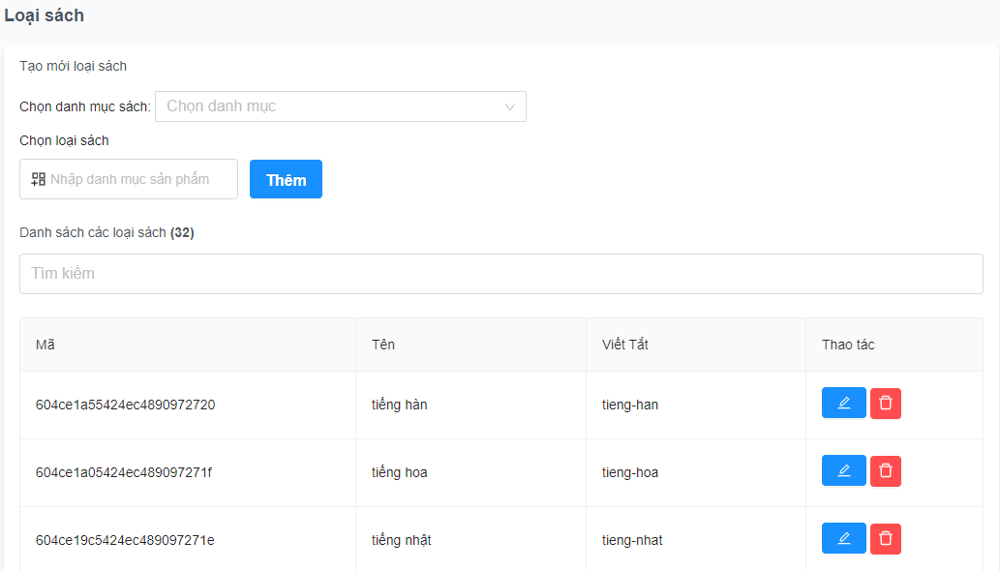 Loại sách
Tạo mới loại sách
Chọn danh mục sách: Chọn danh mục
Chọn loại sách
Nhập danh mục sản phẩm Thêm
Danh sách các loại sách (32)
Tìm kiếm
Mã Tên Viết Tắt Thao tác
604ce1a55424ec4890972720 tiếng hàn tieng-han
604ce1a05424ec489097271f tiếng hoa tieng-hoa
604ce19c5424ec489097271e tiếng nhật tieng-nhat